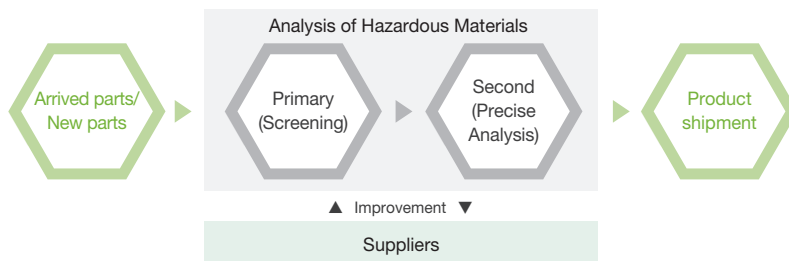 Analysis of Hazardous Materials
Arrived parts/
New parts
Primary
(Screening)
Second
(Precise
Analysis)
Product
shipment
▲ Improvement ▼
Suppliers